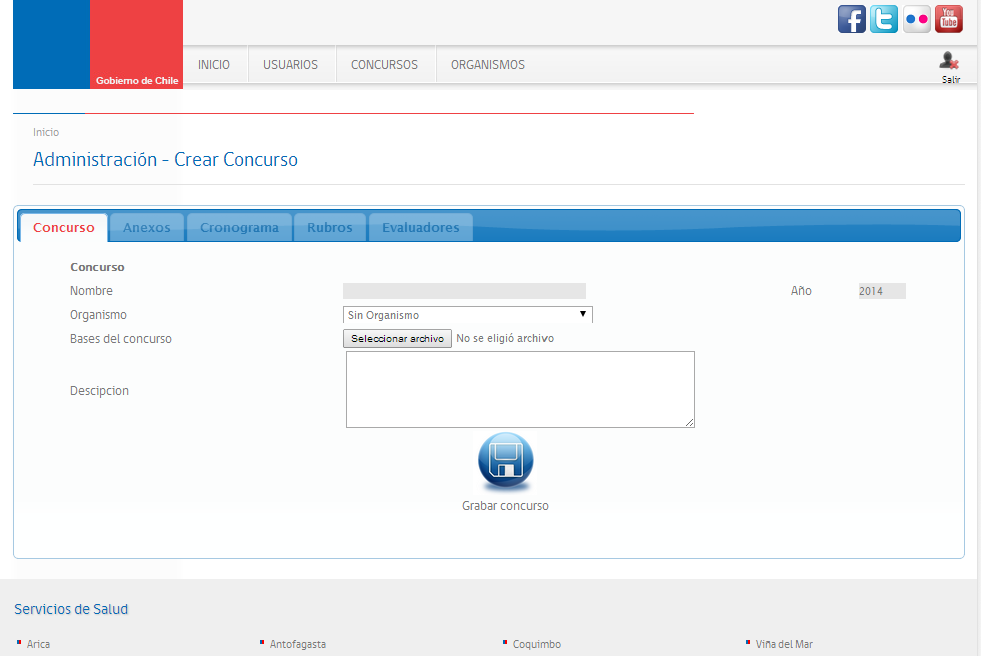 You
Tube
INICIO USUARIOS CONCURSOS ORGANISMOS
Salir
Gobierno de Chile
Inicio
Administración - Crear Concurso
Concurso Anexos Cronograma Rubros Evaluadores
Concurso
Nombre Año 2014
Organismo Sin Organismo
Bases del concurso Seleccionar archivo No se eligió archivo
Descipcion
Grabar concurso
Servicios de Salud
Arica Antofagasta Coquimbo Viña del Mar